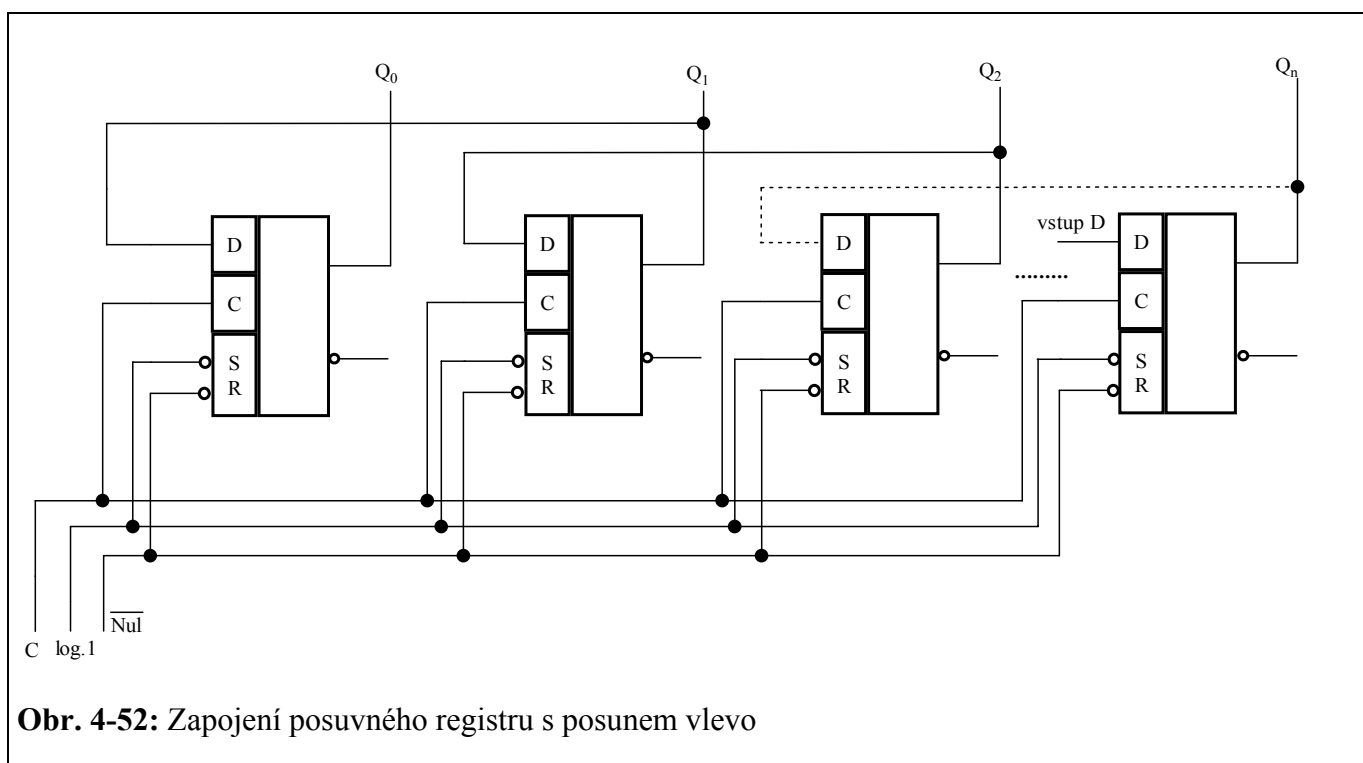 Q0 Q1 Q2 Qn
vstup D
D D D D
.........
C C C C
S S S S
R R R R
Nul
C log.1
Obr. 4-52: Zapojení posuvného registru s posunem vlevo